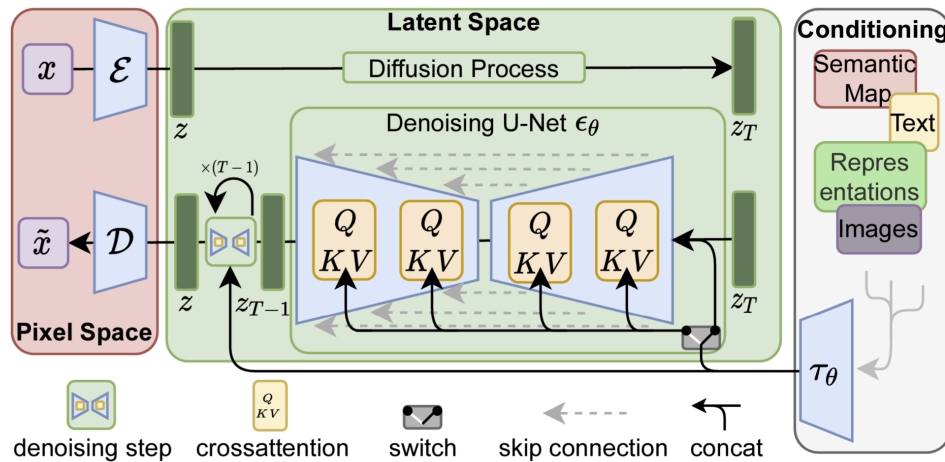 Latent Space
Conditioning
x
ℰ
Diffusion Process
Semantic
Map
Text
z
z_T
Denoising U-Net ϵ_θ
Repres
entations
Images
×(T−1)
x̃
𝒟
Q
KV
Q
KV
Q
KV
Q
KV
z
z_{T−1}
z_T
Pixel Space
τ_θ
Q
KV
denoising step
crossattention
switch
skip connection
concat